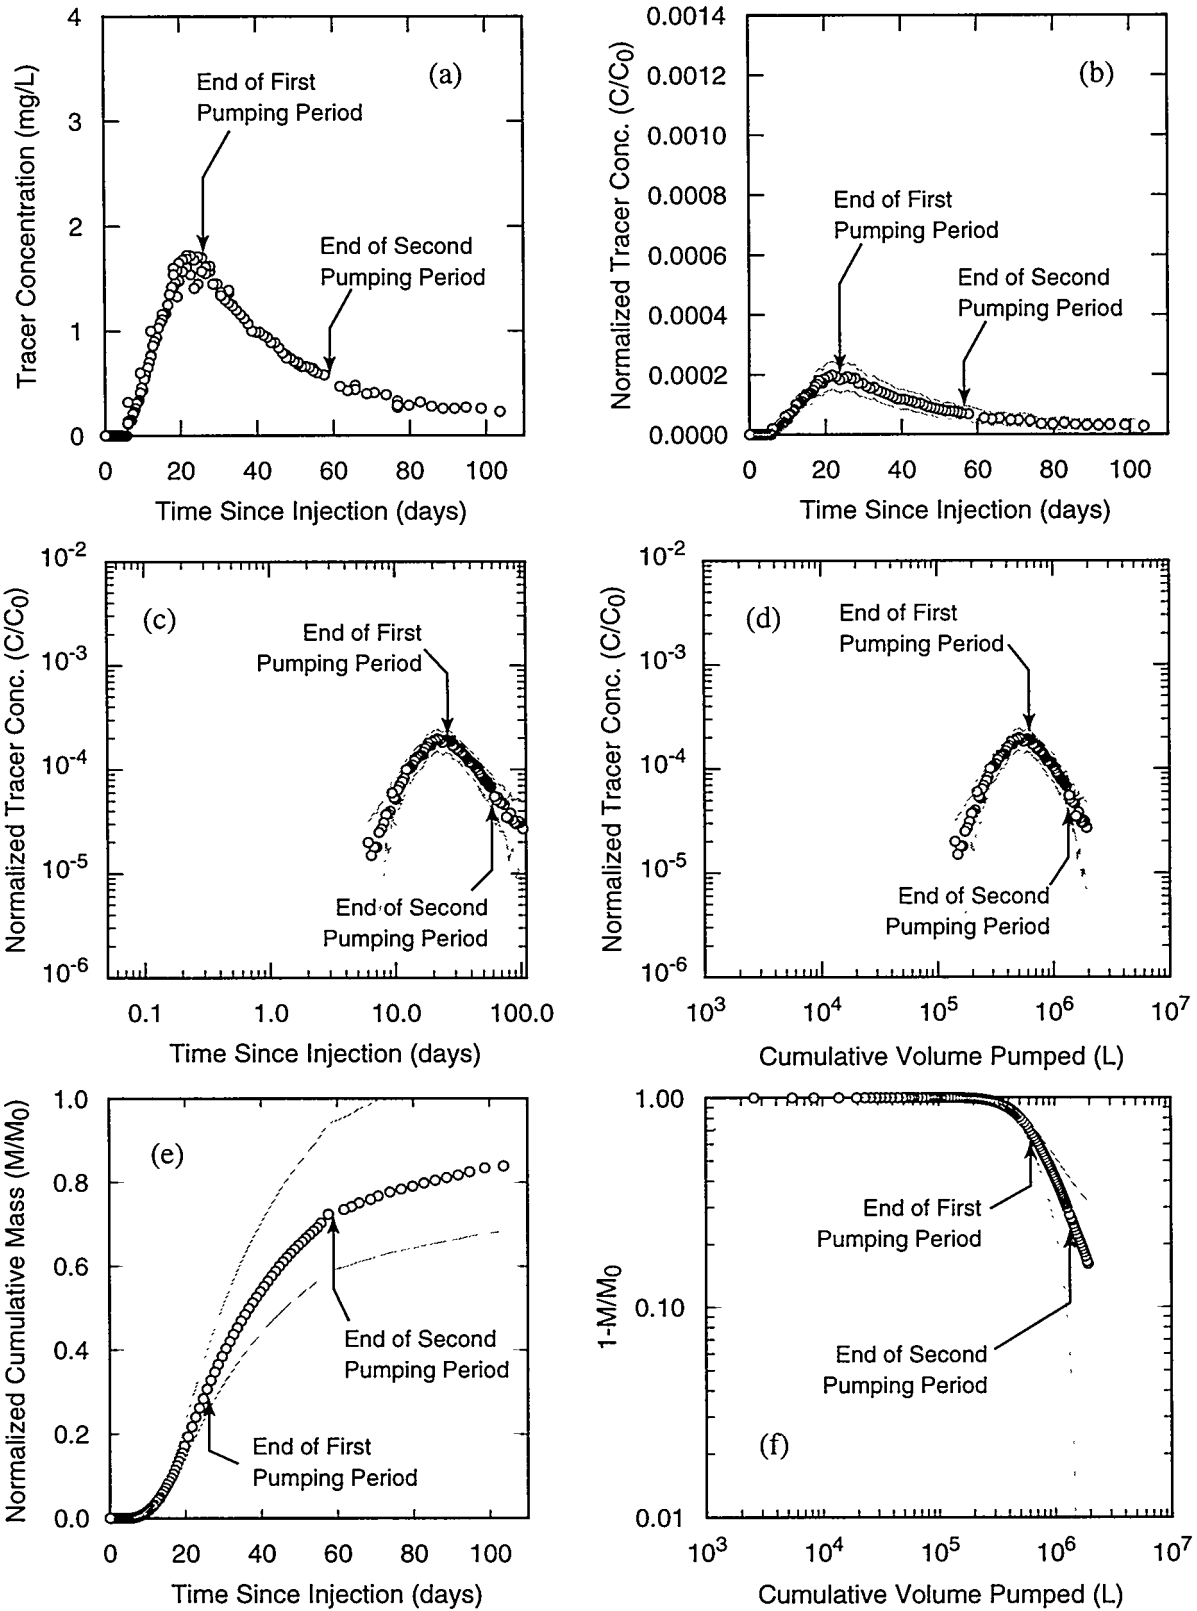 Tracer Concentration (mg/L)
4
3
2
1
0
(a)
End of First
Pumping Period
End of Second
Pumping Period
0 20 40 60 80 100
Time Since Injection (days)
Normalized Tracer Conc. (C/C0)
0.0014
0.0012
0.0010
0.0008
0.0006
0.0004
0.0002
0.0000
(b)
End of First
Pumping Period
End of Second
Pumping Period
0 20 40 60 80 100
Time Since Injection (days)
Normalized Tracer Conc. (C/C0)
10-2
10-3
10-4
10-5
10-6
(c)
End of First
Pumping Period
End of Second
Pumping Period
0.1 1.0 10.0 100.0
Time Since Injection (days)
Normalized Tracer Conc. (C/C0)
10-2
10-3
10-4
10-5
10-6
(d)
End of First
Pumping Period
End of Second
Pumping Period
103 104 105 106 107
Cumulative Volume Pumped (L)
Normalized Cumulative Mass (M/M0)
1.0
0.8
0.6
0.4
0.2
0.0
(e)
End of Second
Pumping Period
End of First
Pumping Period
0 20 40 60 80 100
Time Since Injection (days)
1-M/M0
1.00
0.10
0.01
End of First
Pumping Period
End of Second
Pumping Period
(f)
103 104 105 106 107
Cumulative Volume Pumped (L)